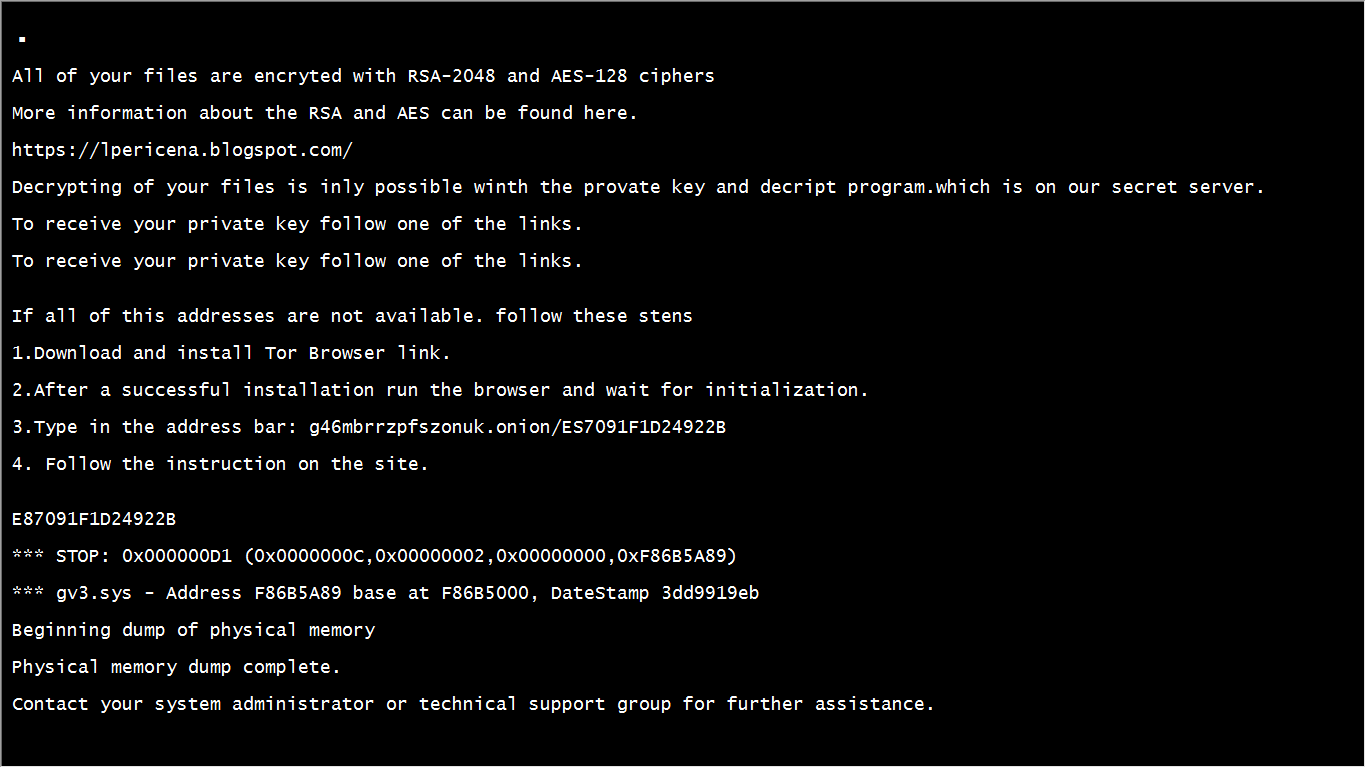 All of your files are encryted with RSA-2048 and AES-128 ciphers
More information about the RSA and AES can be found here.
https://lpericena.blogspot.com/
Decrypting of your files is inly possible winth the provate key and decript program.which is on our secret server.
To receive your private key follow one of the links.
To receive your private key follow one of the links.
If all of this addresses are not available. follow these stens
1.Download and install Tor Browser link.
2.After a successful installation run the browser and wait for initialization.
3.Type in the address bar: g46mbrrzpfszonuk.onion/ES7091F1D24922B
4. Follow the instruction on the site.
E87091F1D24922B
*** STOP: 0x000000D1 (0x0000000C,0x00000002,0x00000000,0xF86B5A89)
*** gv3.sys - Address F86B5A89 base at F86B5000, DateStamp 3dd9919eb
Beginning dump of physical memory
Physical memory dump complete.
Contact your system administrator or technical support group for further assistance.